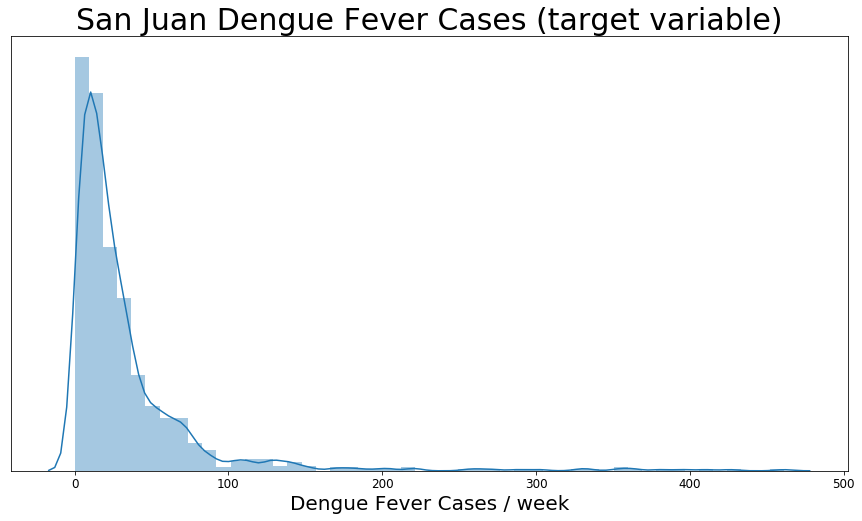 San Juan Dengue Fever Cases (target variable)
0 100 200 300 400 500
Dengue Fever Cases / week